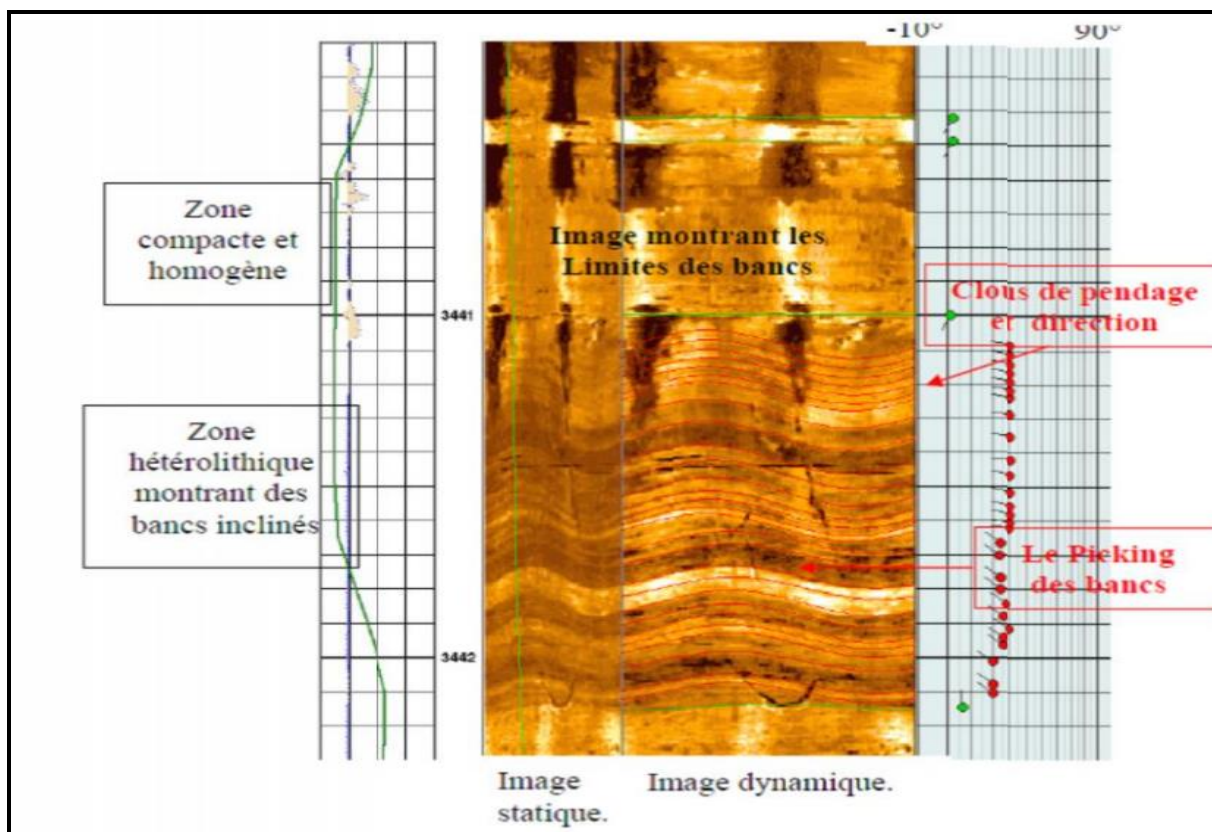 -10°
90°
Zone
compacte et
homogène
Image montrant les
Limites des bancs
Clous de pendage
et direction
3441
Zone
hétérolithique
montrant des
bancs inclinés
Le Picking
des bancs
3442
Image
statique.
Image dynamique.